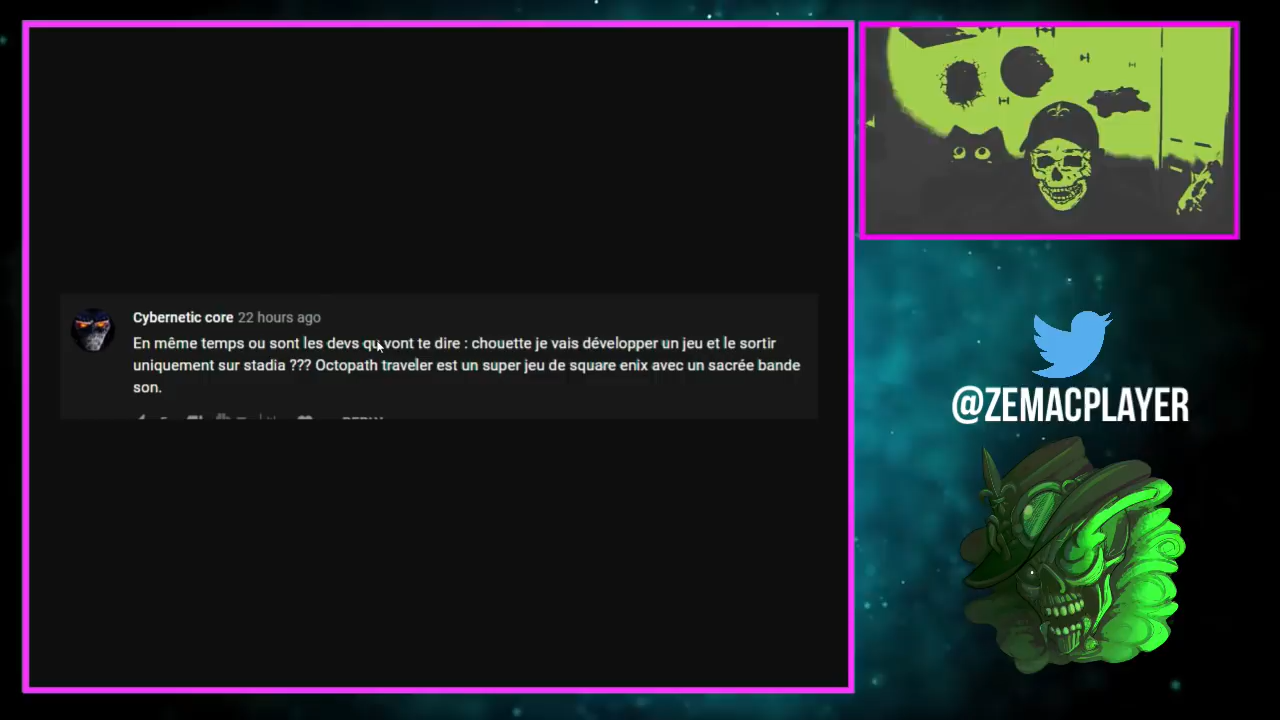 Cybernetic core 22 hours ago
En même temps ou sont les devs qui vont te dire : chouette je vais développer un jeu et le sortir
uniquement sur stadia ??? Octopath traveler est un super jeu de square enix avec un sacrée bande
son.
REPLY
@ZEMACPLAYER